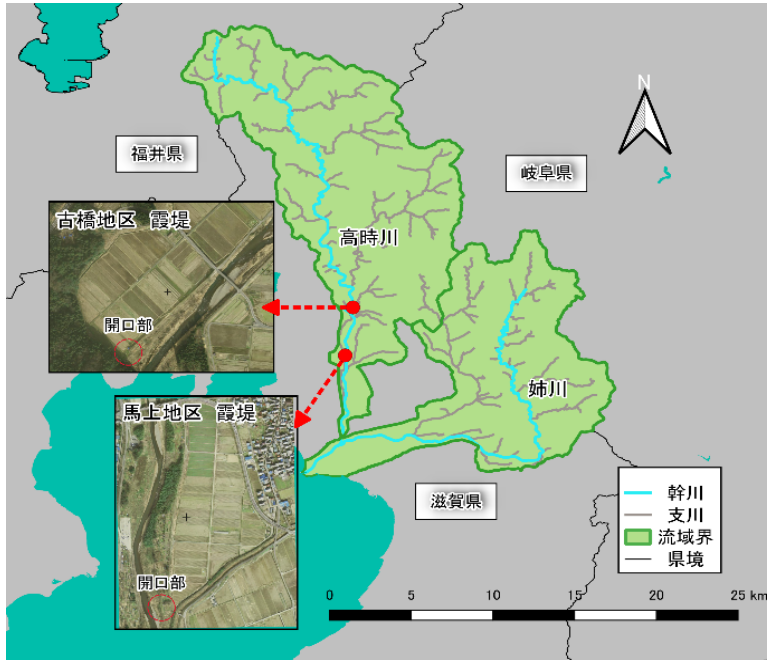 N
福井県
岐阜県
古橋地区 霞堤
高時川
開口部
姉川
馬上地区 霞堤
滋賀県
幹川
支川
流域界
県境
開口部
0 5 10 15 20 25 km